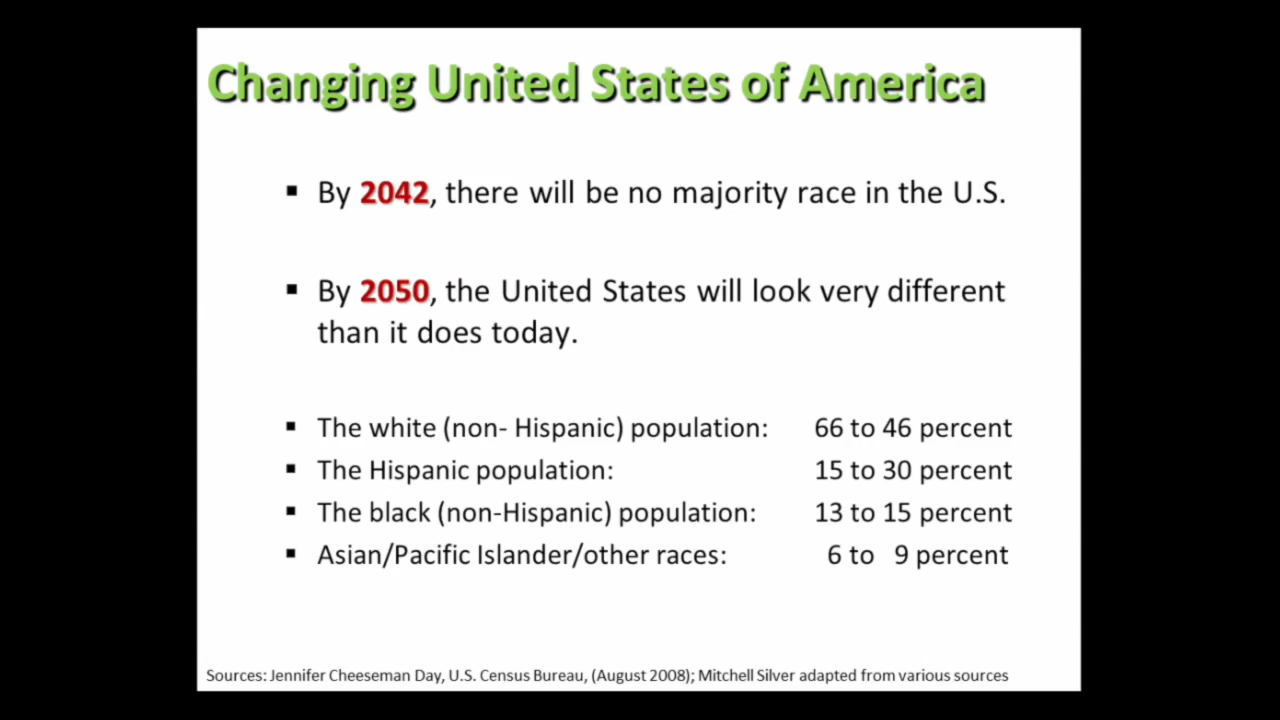 Changing United States of America
▪ By 2042, there will be no majority race in the U.S.
▪ By 2050, the United States will look very different
than it does today.
▪ The white (non- Hispanic) population: 66 to 46 percent
▪ The Hispanic population: 15 to 30 percent
▪ The black (non-Hispanic) population: 13 to 15 percent
▪ Asian/Pacific Islander/other races: 6 to 9 percent
Sources: Jennifer Cheeseman Day, U.S. Census Bureau, (August 2008); Mitchell Silver adapted from various sources